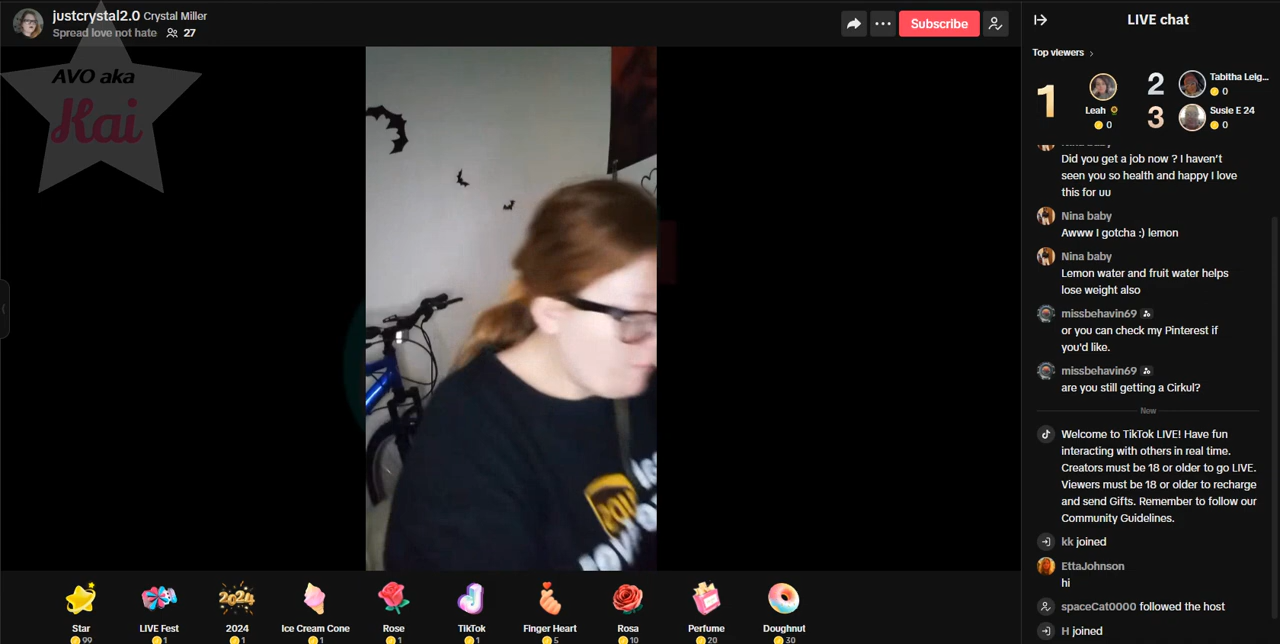 justcrystal2.0 Crystal Miller
Spread love not hate 27
Subscribe
AVO aka
Kai
LIVE chat
Top viewers
1
Leah
0
2
Tabitha Leig...
0
3
Susie E 24
0
Did you get a job now ? I haven't
seen you so health and happy I love
this for uu
Nina baby
Awww I gotcha :) lemon
Nina baby
Lemon water and fruit water helps
lose weight also
missbehavin69
or you can check my Pinterest if
you'd like.
missbehavin69
are you still getting a Cirkul?
New
Welcome to TikTok LIVE! Have fun
interacting with others in real time.
Creators must be 18 or older to go LIVE.
Viewers must be 18 or older to recharge
and send Gifts. Remember to follow our
Community Guidelines.
kk joined
EttaJohnson
hi
spaceCat0000 followed the host
H joined
2024
Star
99
LIVE Fest
1
2024
1
Ice Cream Cone
1
Rose
1
TikTok
1
Finger Heart
5
Rosa
10
Perfume
20
Doughnut
30